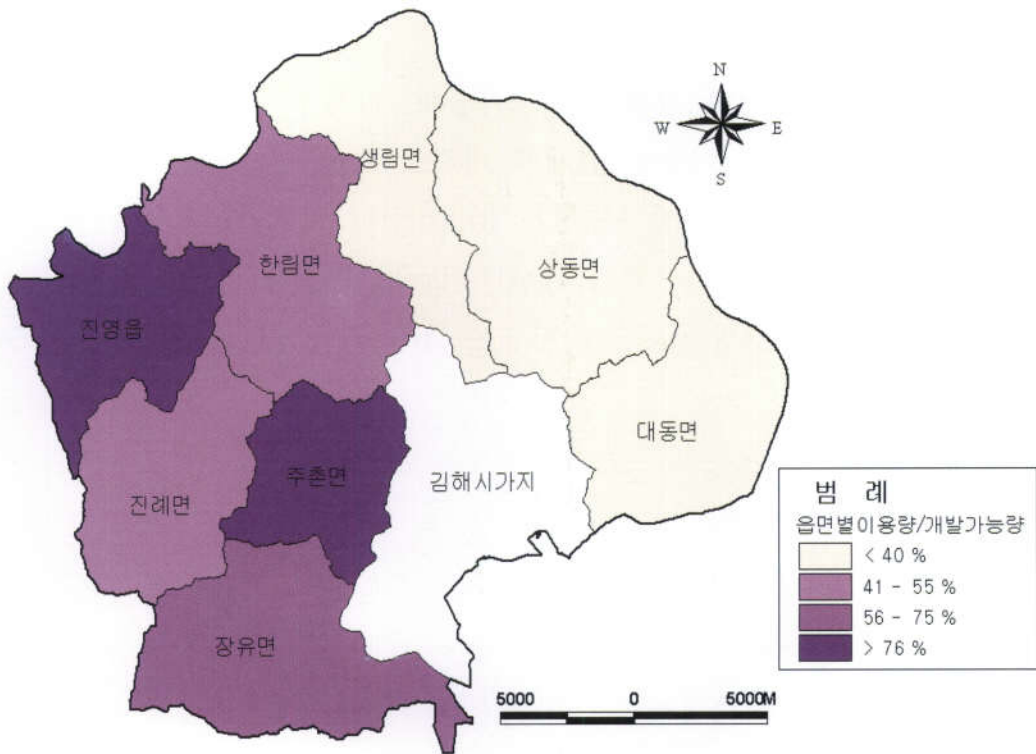 N
W E
S
생림면
한림면
상동면
진영읍
대동면
주촌면
김해시가지
진례면
장유면
범 례
읍면별이용량/개발가능량
< 40 %
41 - 55 %
56 - 75 %
> 76 %
5000 0 5000M